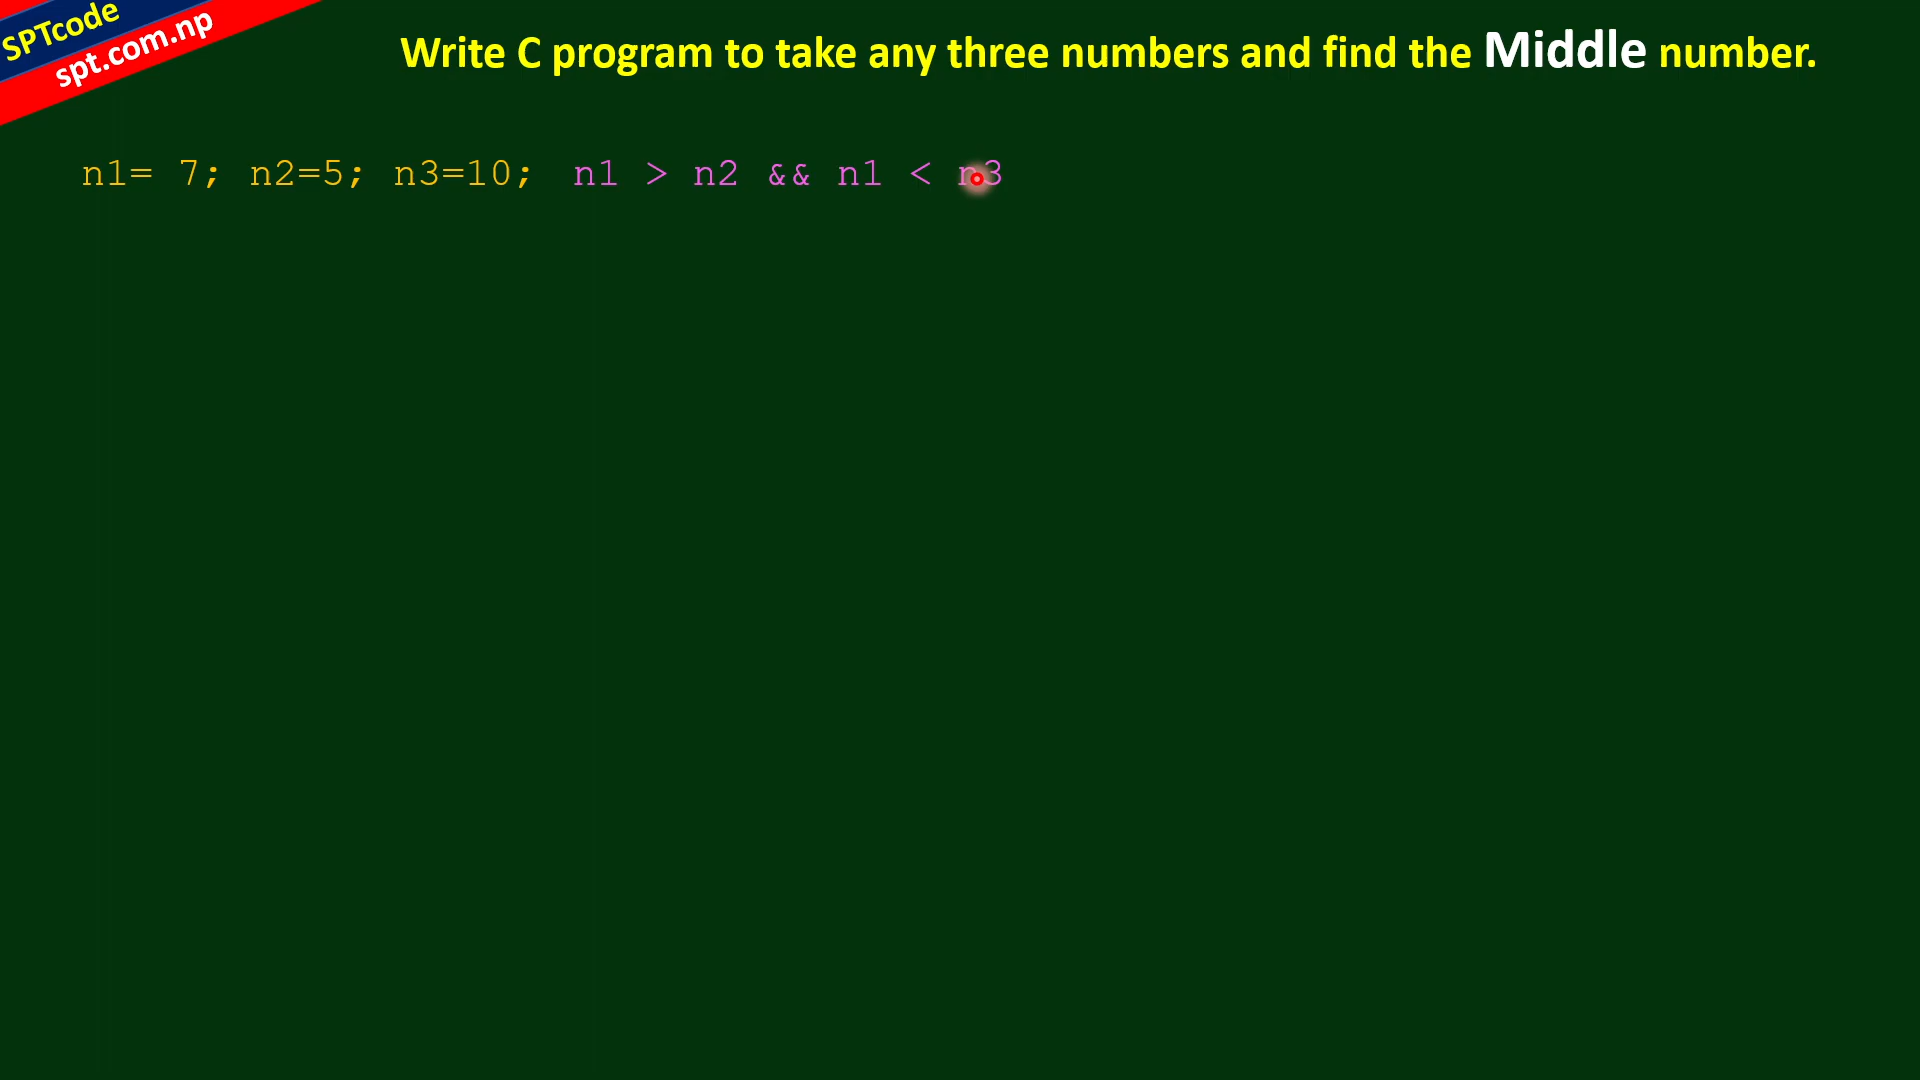 SPTcode
spt.com.np
Write C program to take any three numbers and find the Middle number.
n1= 7; n2=5; n3=10; n1 > n2 && n1 < n3